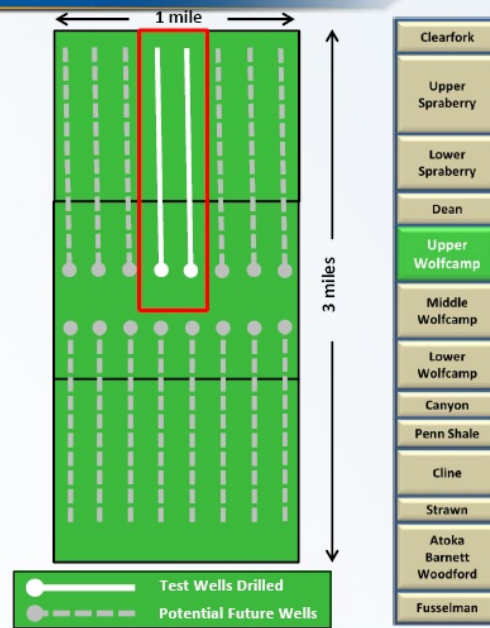 1 mile
3 miles
Test Wells Drilled
Potential Future Wells
Clearfork
Upper
Spraberry
Lower
Spraberry
Dean
Upper
Wolfcamp
Middle
Wolfcamp
Lower
Wolfcamp
Canyon
Penn Shale
Cline
Strawn
Atoka
Barnett
Woodford
Fusselman